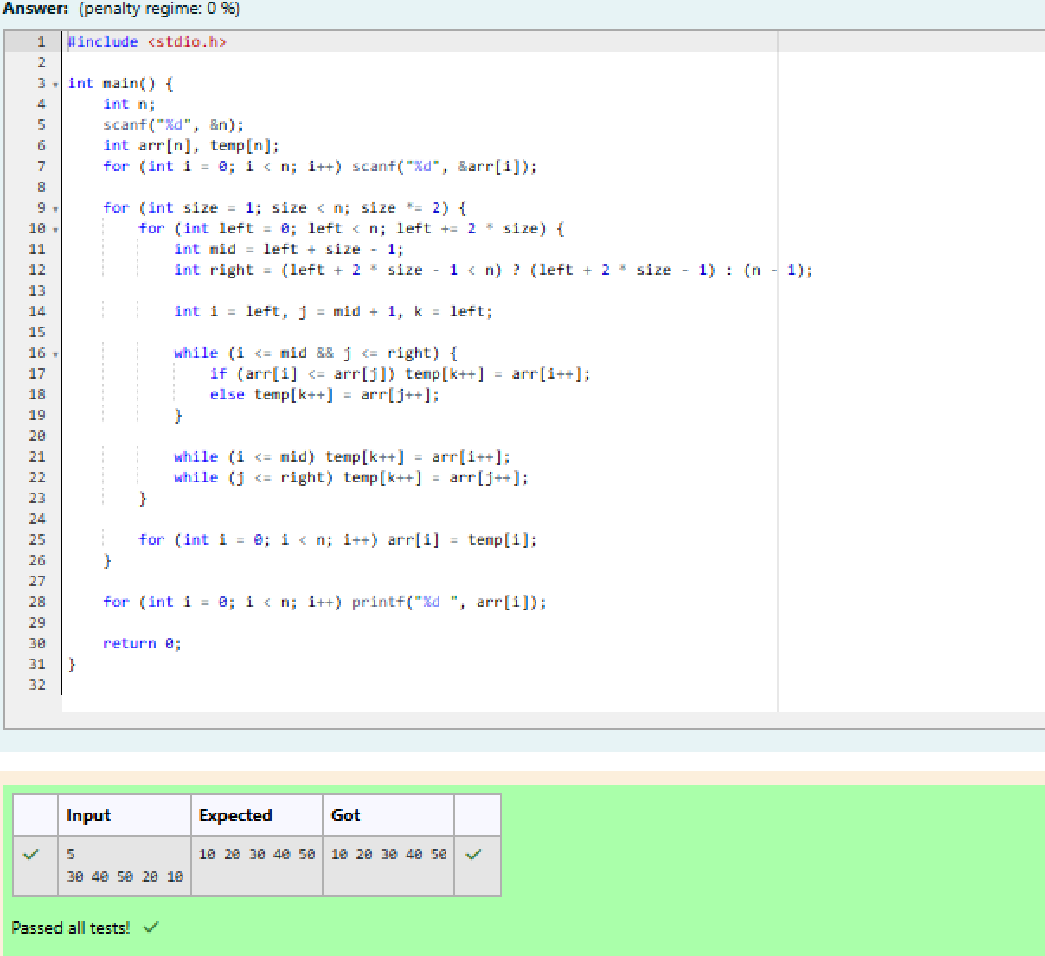 Answer: (penalty regime: 0 %)
1 #include <stdio.h>
2
3 int main() {
4     int n;
5     scanf("%d", &n);
6     int arr[n], temp[n];
7     for (int i = 0; i < n; i++) scanf("%d", &arr[i]);
8
9     for (int size = 1; size < n; size *= 2) {
10         for (int left = 0; left < n; left += 2 * size) {
11             int mid = left + size - 1;
12             int right = (left + 2 * size - 1 < n) ? (left + 2 * size - 1) : (n - 1);
13
14             int i = left, j = mid + 1, k = left;
15
16             while (i <= mid && j <= right) {
17                 if (arr[i] <= arr[j]) temp[k++] = arr[i++];
18                 else temp[k++] = arr[j++];
19             }
20
21             while (i <= mid) temp[k++] = arr[i++];
22             while (j <= right) temp[k++] = arr[j++];
23         }
24
25         for (int i = 0; i < n; i++) arr[i] = temp[i];
26     }
27
28     for (int i = 0; i < n; i++) printf("%d ", arr[i]);
29
30     return 0;
31 }
32
Input Expected Got
5 10 20 30 40 50 10 20 30 40 50
30 40 50 20 10
Passed all tests!